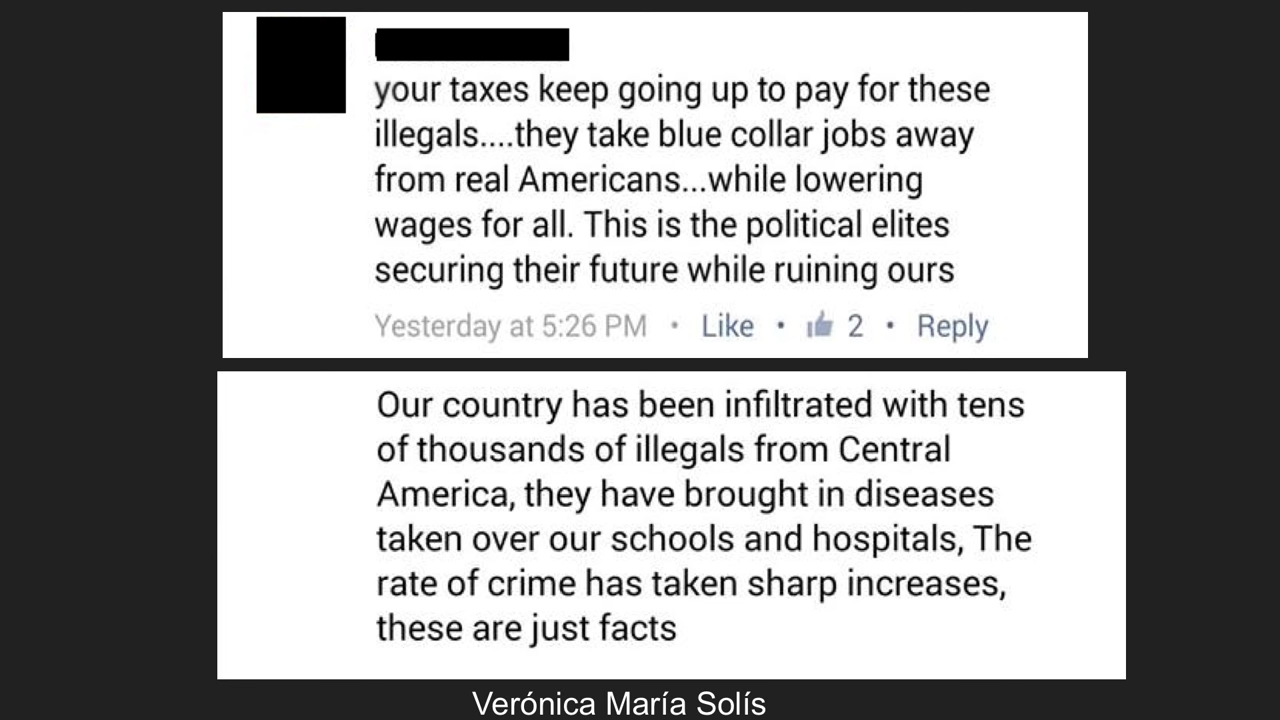 your taxes keep going up to pay for these
illegals....they take blue collar jobs away
from real Americans...while lowering
wages for all. This is the political elites
securing their future while ruining ours
Yesterday at 5:26 PM • Like • 2 • Reply
Our country has been infiltrated with tens
of thousands of illegals from Central
America, they have brought in diseases
taken over our schools and hospitals, The
rate of crime has taken sharp increases,
these are just facts
Verónica María Solís